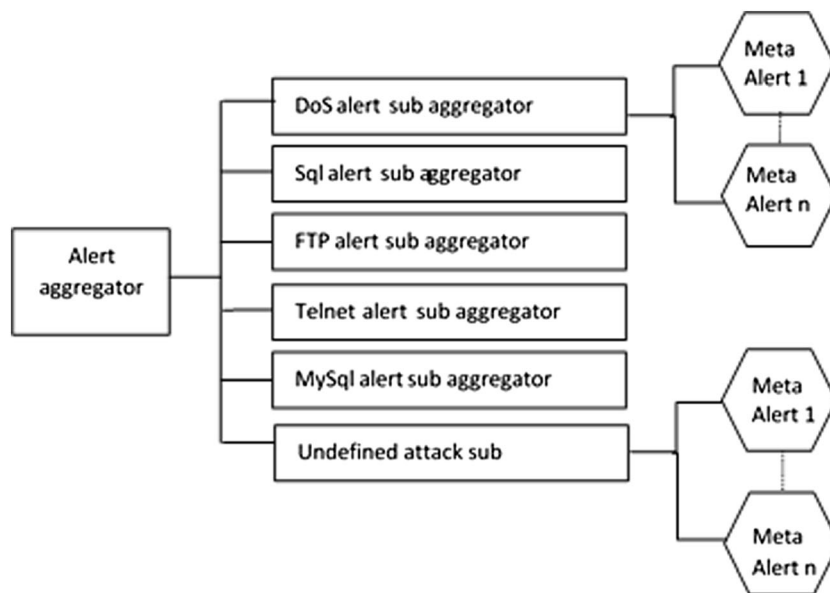 Alert
aggregator
DoS alert sub aggregator
Sql alert sub aggregator
FTP alert sub aggregator
Telnet alert sub aggregator
MySql alert sub aggregator
Undefined attack sub
Meta
Alert 1
Meta
Alert n
Meta
Alert 1
Meta
Alert n